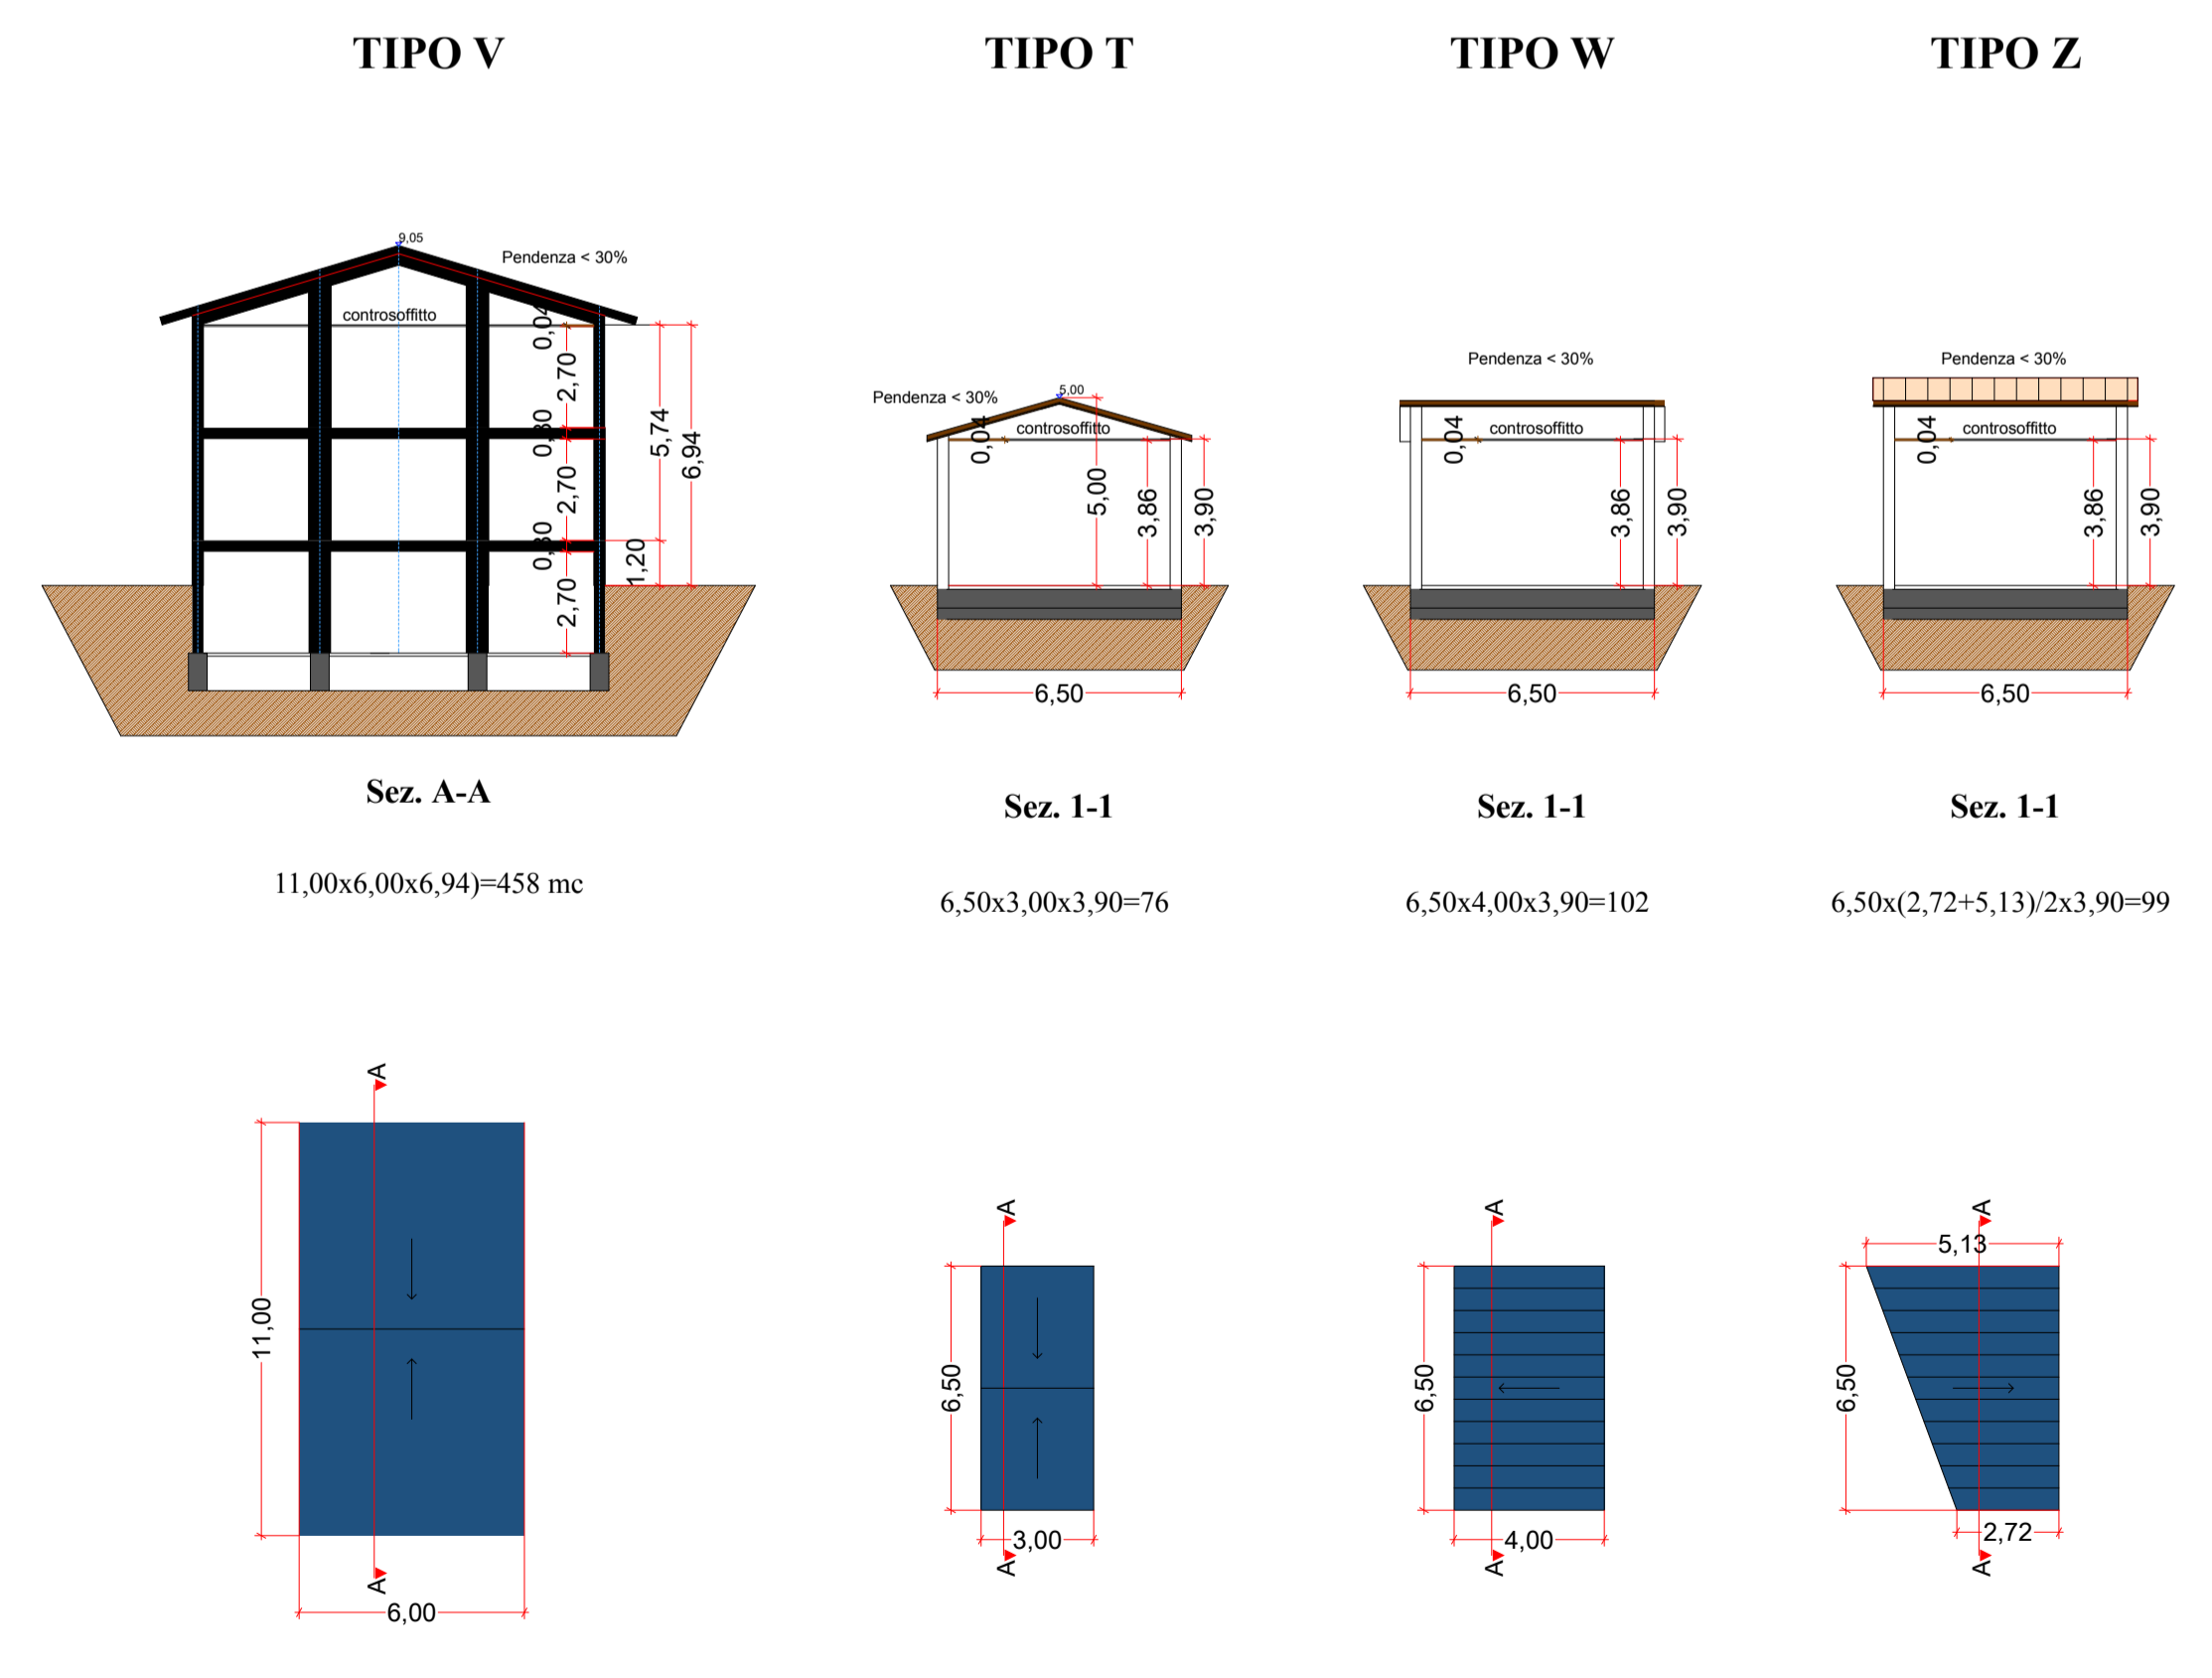 TIPO V
TIPO T
TIPO W
TIPO Z
9,05
Pendenza < 30%
controsoffitto
0,04
2,70
0,30
2,70
0,30
2,70
5,74
6,94
1,20
Pendenza < 30%
5,00
0,04
controsoffitto
5,00
3,86
3,90
6,50
Pendenza < 30%
0,04
controsoffitto
3,86
3,90
6,50
Pendenza < 30%
0,04
controsoffitto
3,86
3,90
6,50
Sez. A-A
Sez. 1-1
Sez. 1-1
Sez. 1-1
11,00x6,00x6,94)=458 mc
6,50x3,00x3,90=76
6,50x4,00x3,90=102
6,50x(2,72+5,13)/2x3,90=99
A
11,00
A
6,00
A
6,50
3,00
A
A
6,50
4,00
A
A
5,13
6,50
2,72
A